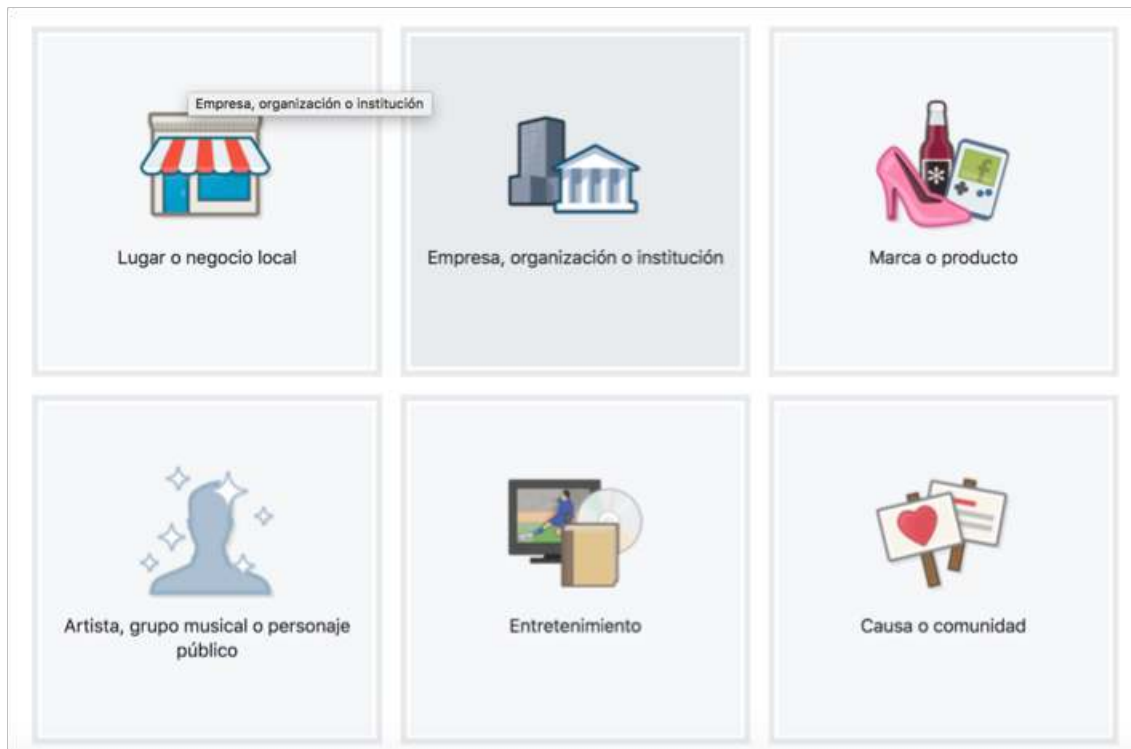 Empresa, organización o institución
Lugar o negocio local
Empresa, organización o institución
Marca o producto
Artista, grupo musical o personaje
público
Entretenimiento
Causa o comunidad